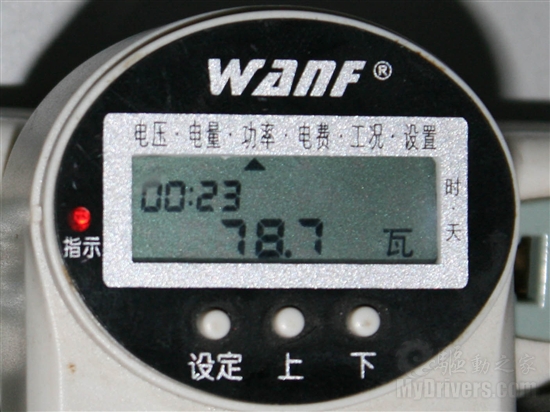 WANF®
电压·电量·功率·电费·工况·设置
00:23
时·天
78.7 瓦
指示
设定 上 下
驱动之家
MyDrivers.com